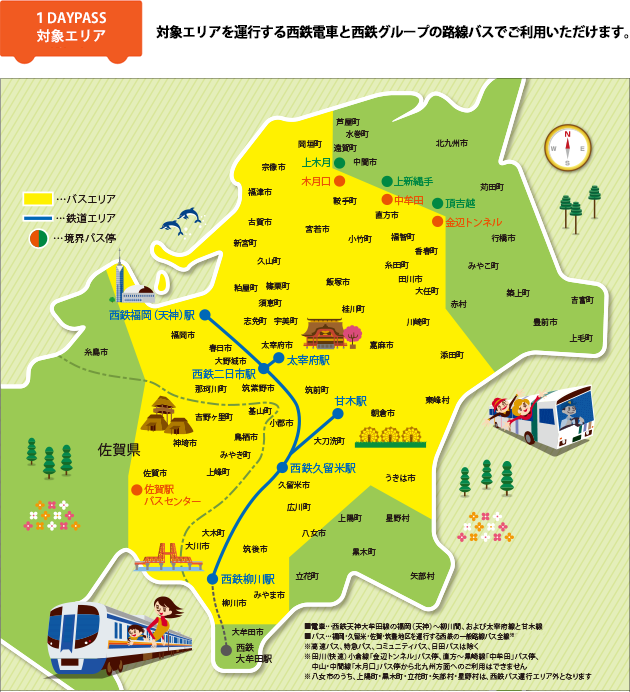 1 DAYPASS
対象エリア
対象エリアを運行する西鉄電車と西鉄グループの路線バスでご利用いただけます。
芦屋町
水巻町
岡垣町
遠賀町
北九州市
上木月
中間市
宗像市
木月口
上新縄手
苅田町
福津市
鞍手町
中牟田
頂吉越
…バスエリア
直方市
金辺トンネル
…鉄道エリア
古賀市
宮若市
福智町
行橋市
…境界バス停
新宮町
小竹町
香春町
久山町
糸田町
みやこ町
田川市
粕屋町
篠栗町
飯塚市
大任町
築上町
須恵町
赤村
吉富町
西鉄福岡(天神)駅
志免町
宇美町
桂川町
川崎町
豊前市
福岡市
上毛町
糸島市
春日市
太宰府市
嘉麻市
添田町
大野城市
太宰府駅
西鉄二日市駅
那珂川町
筑紫野市
筑前町
甘木駅
東峰村
吉野ヶ里町
基山町
朝倉市
小郡市
佐賀県
神埼市
鳥栖市
大刀洗町
みやき町
佐賀市
上峰町
西鉄久留米駅
うきは市
佐賀駅
バスセンター
久留米市
広川町
上陽町
星野村
大木町
八女市
大川市
筑後市
黒木町
西鉄柳川駅
立花町
矢部村
柳川市
みやま市
大牟田市
西鉄
大牟田駅
N
W
E
S
■電車…西鉄天神大牟田線の福岡(天神)~柳川間、および太宰府線と甘木線
■バス…福岡・久留米・佐賀・筑豊地区を運行する西鉄の一般路線バス全線※
※高速バス、特急バス、コミュニティバス、日田バスは除く
※田川(快速)小倉線「金辺トンネル」バス停、直方~黒崎線「中牟田」バス停、
中山・中間線「木月口」バス停から北九州方面へのご利用はできません
※八女市のうち、上陽町・黒木町・立花町・矢部村・星野村は、西鉄バス運行エリア外となります